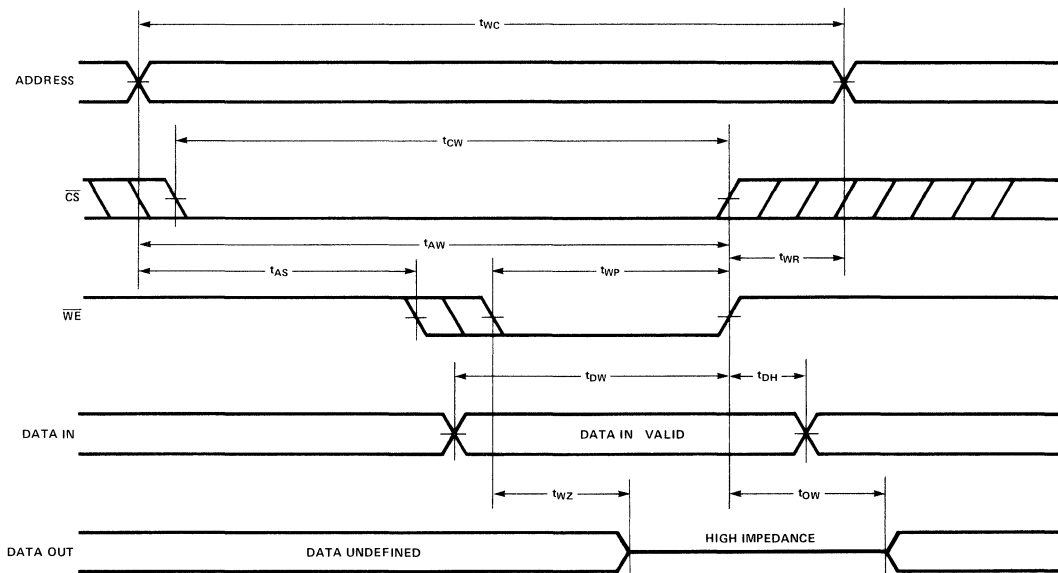 tWC
ADDRESS
tCW
CS
tAW
tAS
tWP
tWR
WE
tDW
tDH
DATA IN
DATA IN VALID
tWZ
tOW
DATA OUT
DATA UNDEFINED
HIGH IMPEDANCE